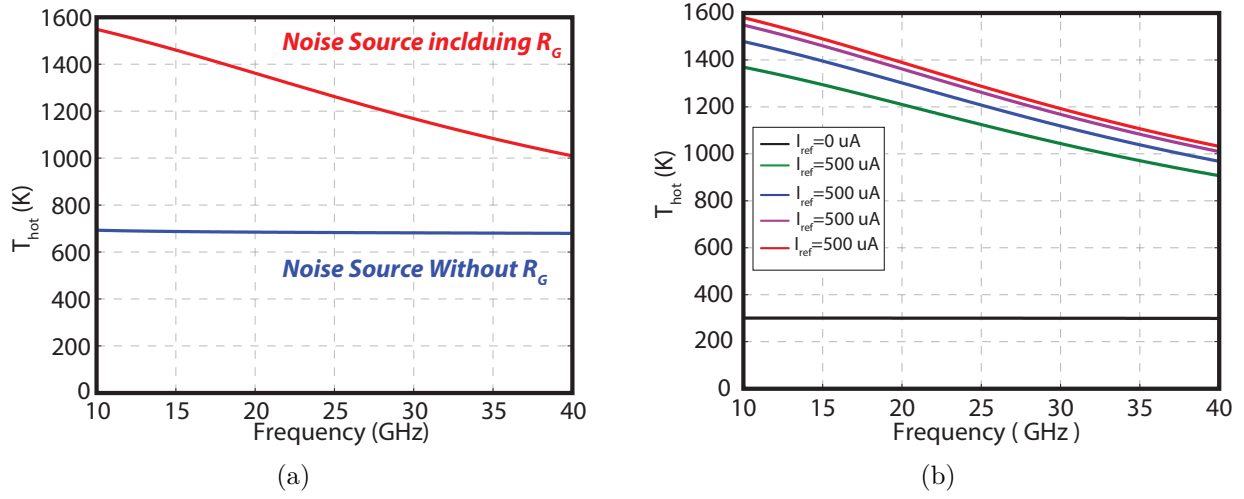 1600
1400
1200
1000
800
600
400
200
0
T_hot (K)
Noise Source inclduing R_G
Noise Source Without R_G
10 15 20 25 30 35 40
Frequency (GHz)
(a)
1600
1400
1200
1000
800
600
400
200
0
T_hot (K)
I_ref=0 uA
I_ref=500 uA
I_ref=500 uA
I_ref=500 uA
I_ref=500 uA
10 15 20 25 30 35 40
Frequency ( GHz )
(b)